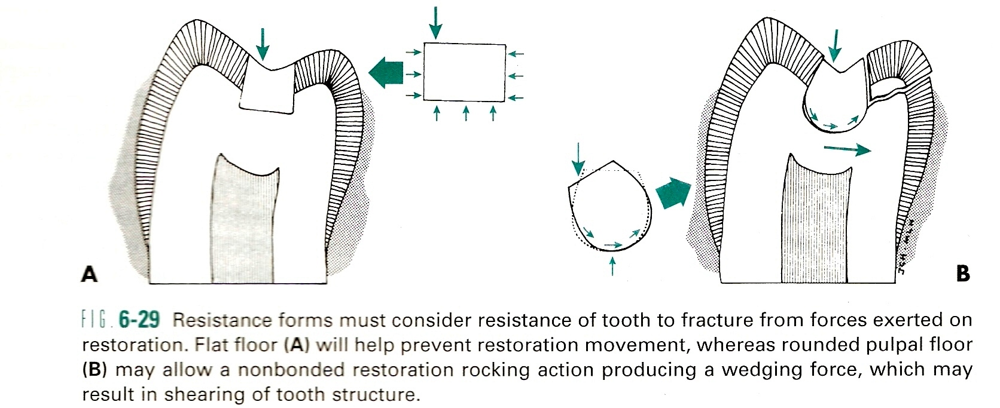 A
B
FIG. 6-29 Resistance forms must consider resistance of tooth to fracture from forces exerted on
restoration. Flat floor (A) will help prevent restoration movement, whereas rounded pulpal floor
(B) may allow a nonbonded restoration rocking action producing a wedging force, which may
result in shearing of tooth structure.